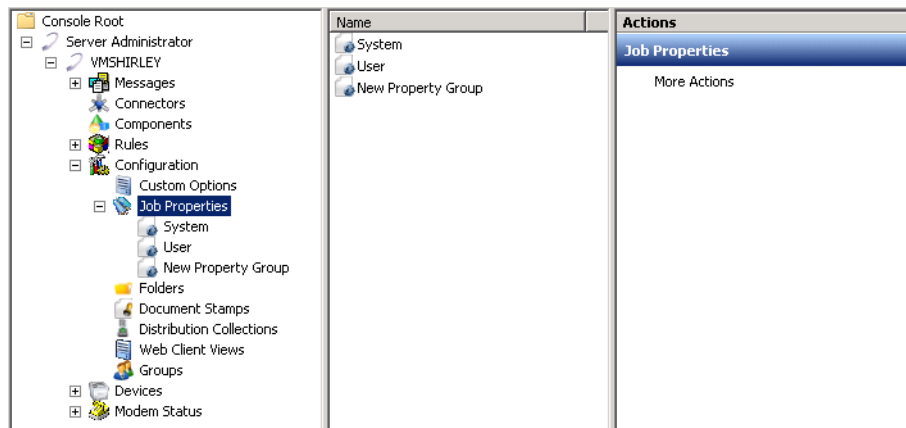 Console Root
Server Administrator
VMSHIRLEY
Messages
Connectors
Components
Rules
Configuration
Custom Options
Job Properties
System
User
New Property Group
Folders
Document Stamps
Distribution Collections
Web Client Views
Groups
Devices
Modem Status
Name
System
User
New Property Group
Actions
Job Properties
More Actions